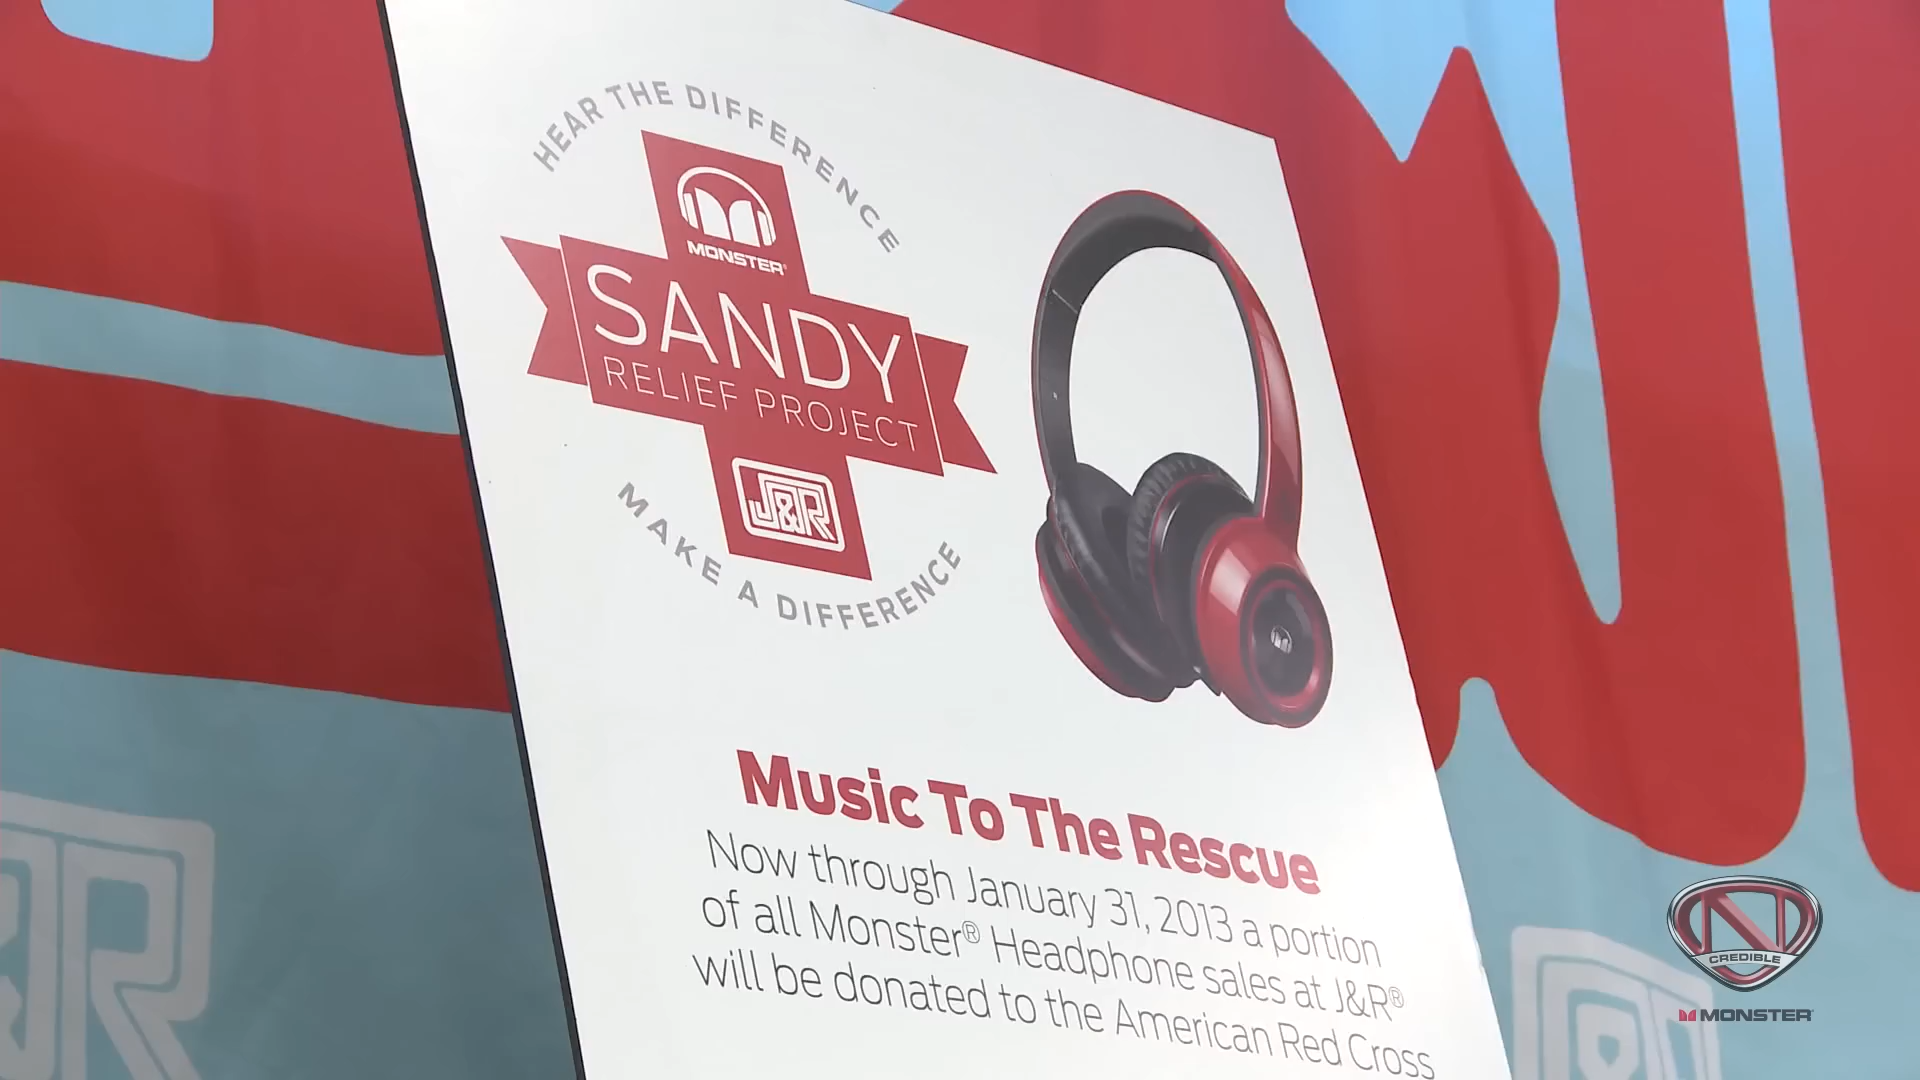 HEAR THE DIFFERENCE
MONSTER®
SANDY
RELIEF PROJECT
J&R
MAKE A DIFFERENCE
Music To The Rescue
Now through January 31, 2013 a portion
of all Monster® Headphone sales at J&R®
will be donated to the American Red Cross
J&R
&R
N
CREDIBLE
MONSTER